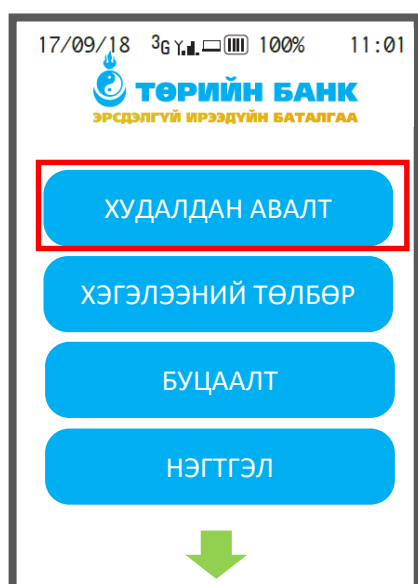 17/09/18 3G 100% 11:01
ТӨРИЙН БАНК
ЭРСДЭЛГҮЙ ИРЭЭДҮЙН БАТАЛГАА
ХУДАЛДАН АВАЛТ
ХЭГЭЛЭЭНИЙ ТӨЛБӨР
БУЦААЛТ
НЭГТГЭЛ